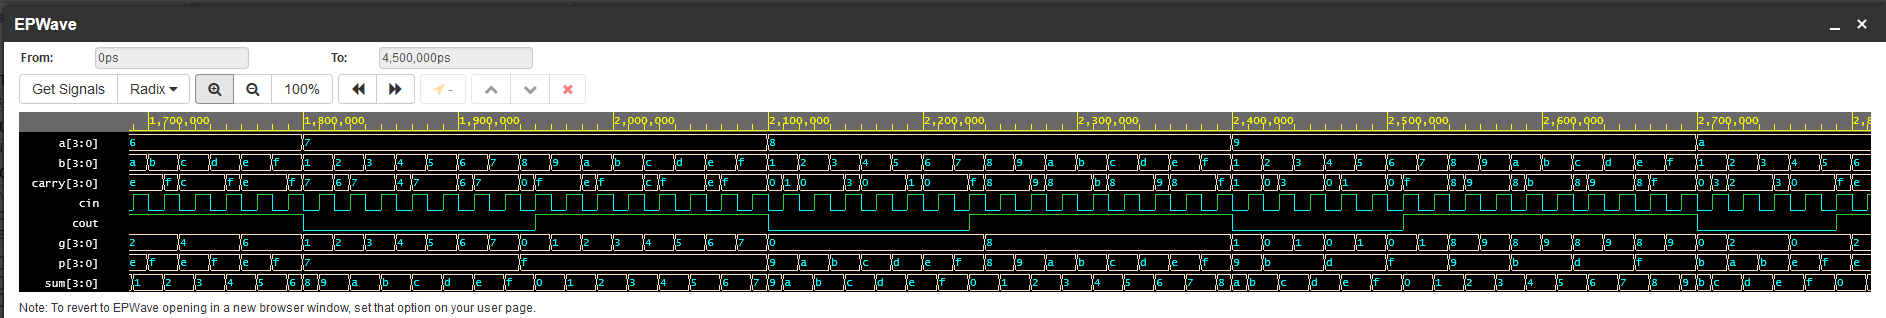 EPWave
From: 0ps To: 4,500,000ps
Get Signals Radix 100% -
1,700,000 1,800,000 1,900,000 2,000,000 2,100,000 2,200,000 2,300,000 2,400,000 2,500,000 2,600,000 2,700,000 2,8
a[3:0] 6 7 8 9 a
b[3:0] a b c d e f 1 2 3 4 5 6 7 8 9 a b c d e f 1 2 3 4 5 6 7 8 9 a b c d e f 1 2 3 4 5 6 7 8 9 a b c d e f 1 2 3 4 5 6
carry[3:0] e f c f e f 7 6 7 4 7 6 7 0 f e f c f e f 0 1 0 3 0 1 0 f 8 9 8 b 8 9 8 f 1 0 3 0 1 0 f 8 9 8 b 8 9 8 f 0 3 2 3 0 f e
cin
cout
g[3:0] 2 4 6 1 2 3 4 5 6 7 0 1 2 3 4 5 6 7 0 8 1 0 1 0 1 0 1 8 9 8 9 8 9 8 9 0 2 0 2
p[3:0] e f e f e f 7 f 9 a b c d e f 8 9 a b c d e f 9 b d f 9 b d f b a b e f e
sum[3:0] 1 2 3 4 5 6 8 9 a b c d e f 0 1 2 3 4 5 6 7 9 a b c d e f 0 1 2 3 4 5 6 7 8 a b c d e f 0 1 2 3 4 5 6 7 8 9 b c d e f 0
Note: To revert to EPWave opening in a new browser window, set that option on your user page.